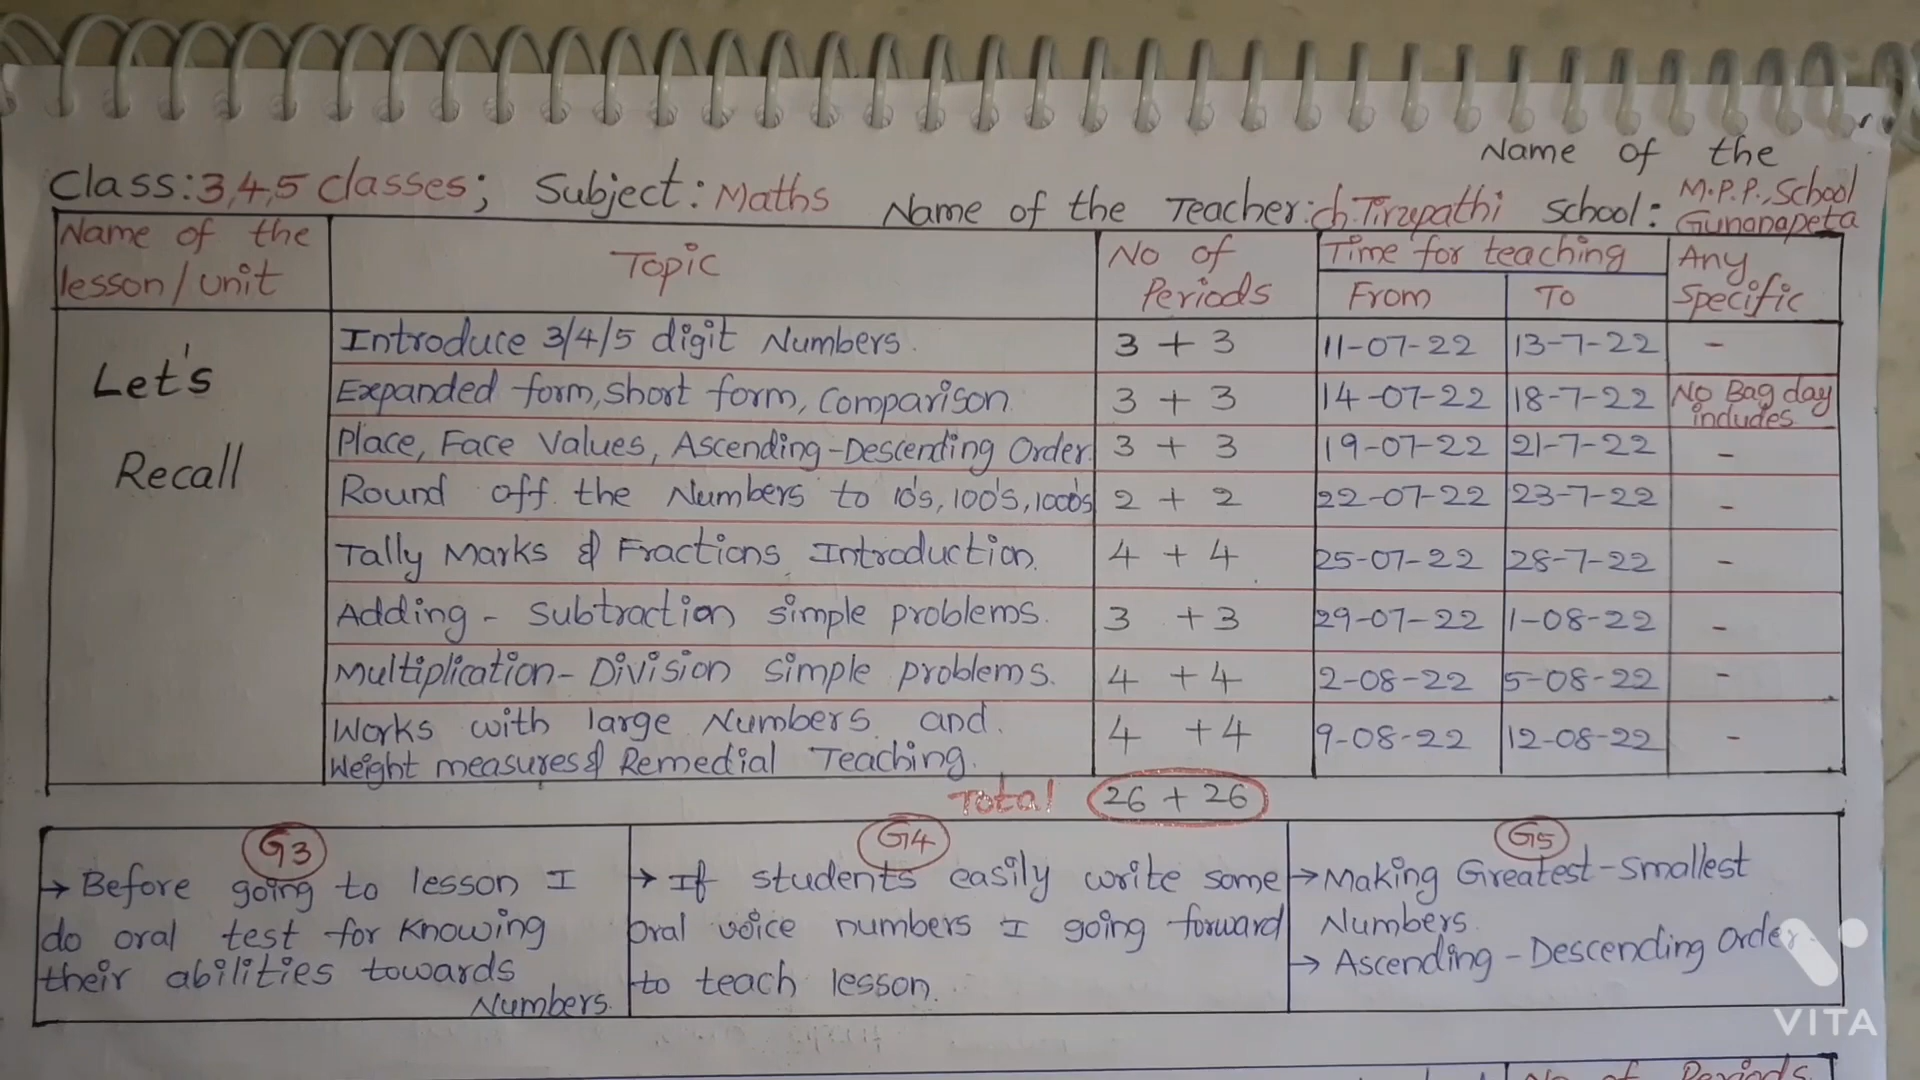 Name of the
Class: 3,4,5 classes; Subject: Maths Name of the Teacher: ch.Tirupathi School: M.P.P., School Gunanapeta
Name of the lesson/unit
Topic
No of Periods
Time for teaching
From
To
Any Specific
Let's Recall
Introduce 3/4/5 digit Numbers. 3 + 3 11-07-22 13-7-22 -
Expanded form, short form, comparison 3 + 3 14-07-22 18-7-22 No Bag day includes
Place, Face Values, Ascending-Descending Order. 3 + 3 19-07-22 21-7-22 -
Round off the Numbers to 10's, 100's, 1000's 2 + 2 22-07-22 23-7-22 -
Tally Marks & Fractions Introduction. 4 + 4 25-07-22 28-7-22 -
Adding - Subtraction simple problems. 3 + 3 29-07-22 1-08-22 -
Multiplication - Division simple problems. 4 + 4 2-08-22 5-08-22 -
Works with large Numbers and.
Weight measures & Remedial Teaching. 4 + 4 9-08-22 12-08-22 -
Total 26 + 26
G3
→ Before going to lesson I
do oral test for knowing
their abilities towards
Numbers.
G4
→ If students easily write some
oral voice numbers I going forward
to teach lesson.
G5
→ Making Greatest-smallest
Numbers.
→ Ascending - Descending Order.
VITA
No of Periods